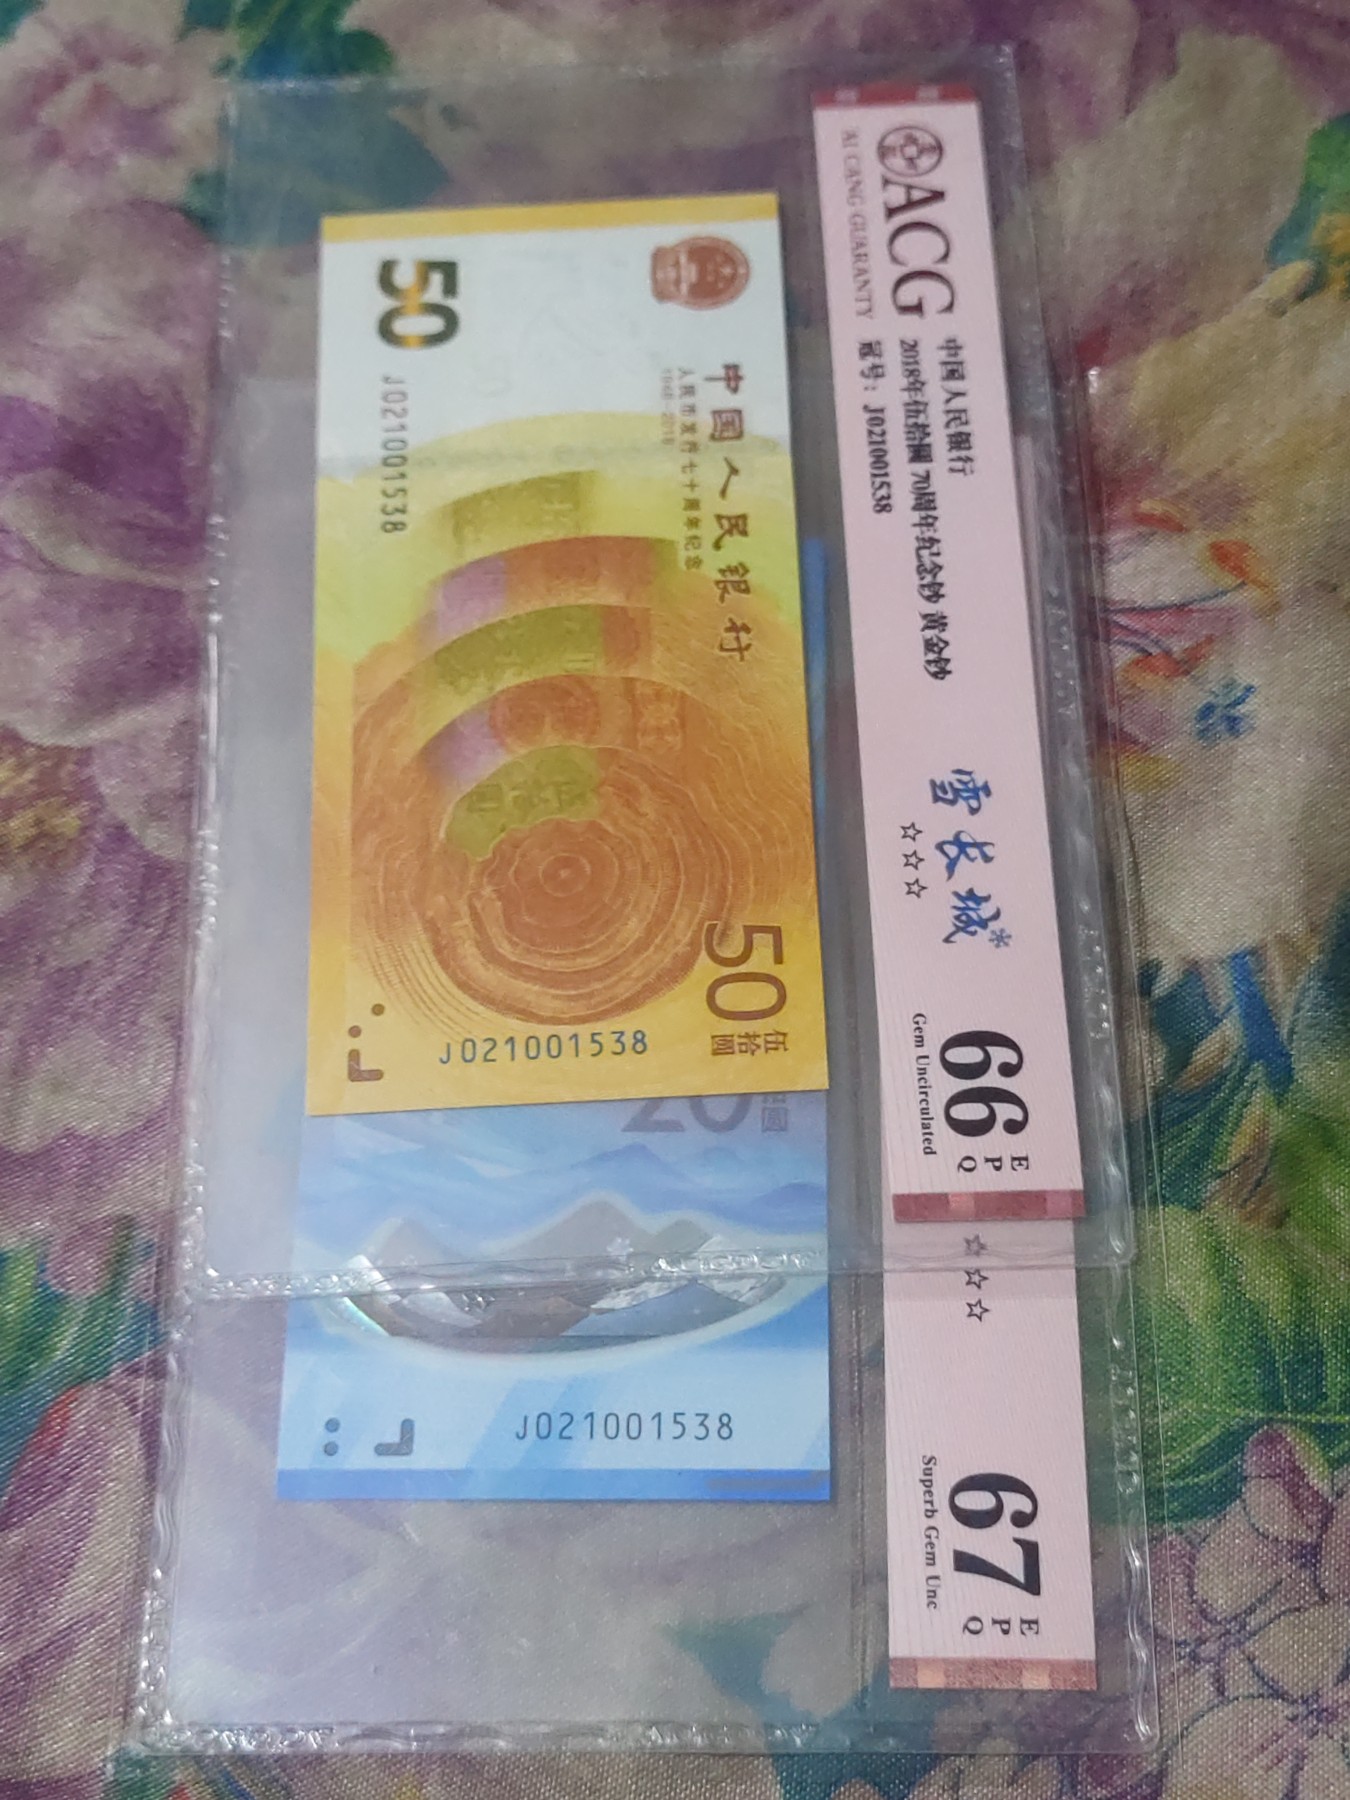 ACG
AI CANG GUARANTY
中国人民银行
2018年伍拾圆 70周年纪念钞 黄金钞
冠号：J021001538
雪长城
☆☆☆
66
E
P
Q
Gem Uncirculated
中国人民银行
人民币发行七十周年纪念
1948-2018
50
J021001538
50
伍拾圓
J021001538
20
J021001538
☆☆☆
67
E
P
Q
Superb Gem Unc